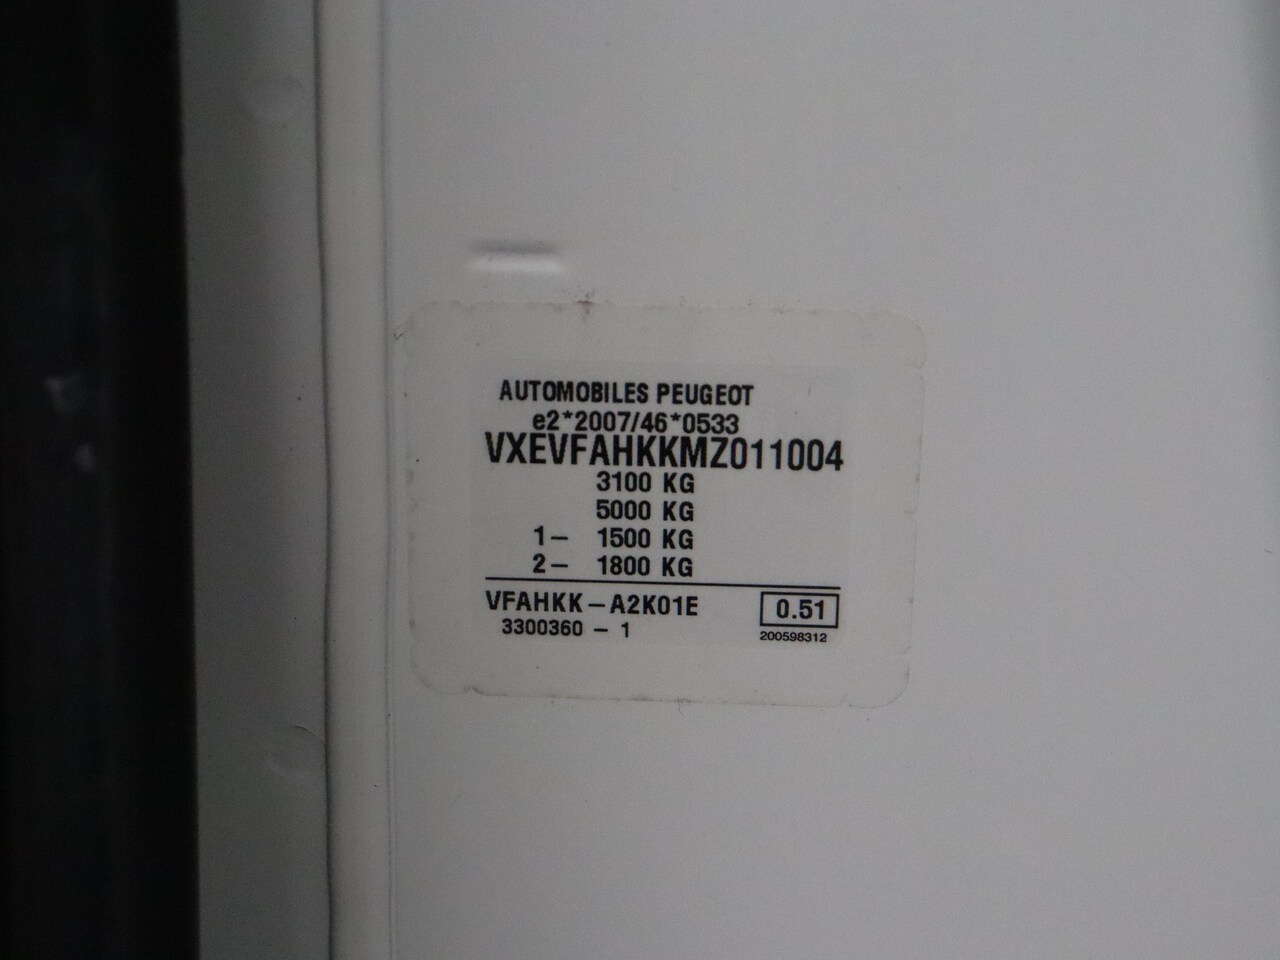 AUTOMOBILES PEUGEOT
e2*2007/46*0533
VXEVFAHKKMZ011004
3100 KG
5000 KG
1- 1500 KG
2- 1800 KG
VFAHKK-A2K01E 0.51
3300360 - 1 200598312